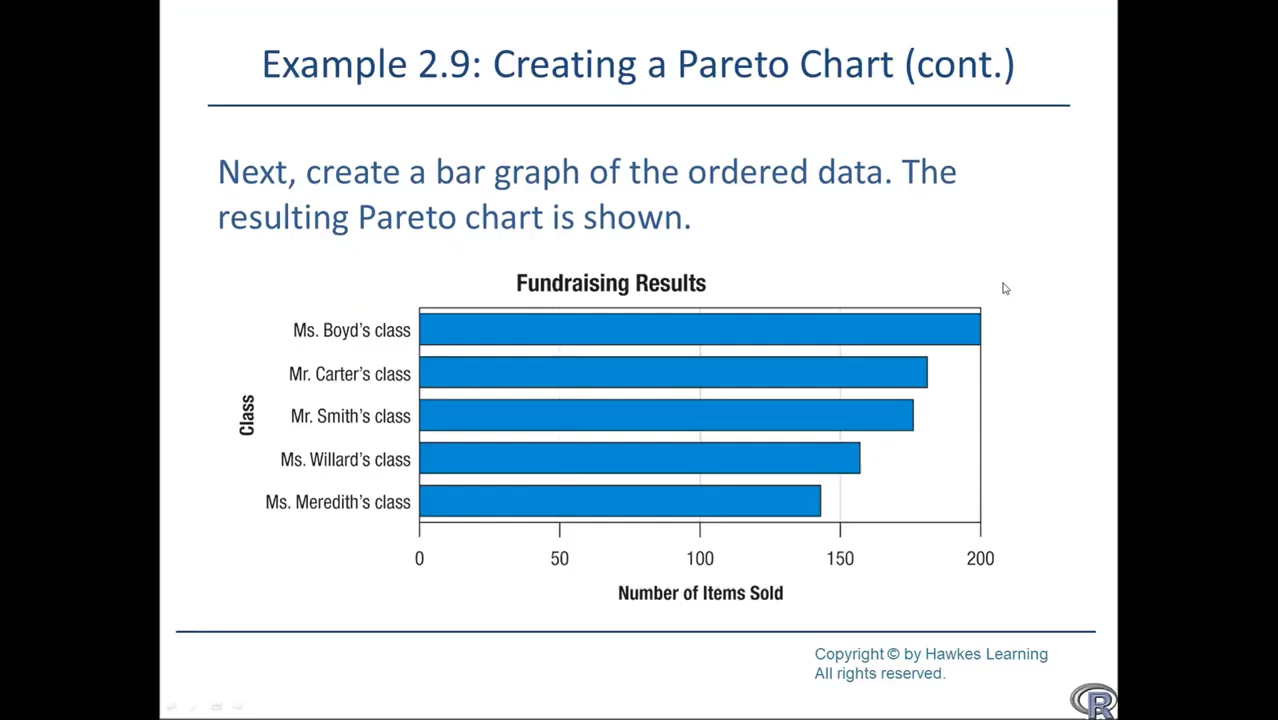 Example 2.9: Creating a Pareto Chart (cont.)
Next, create a bar graph of the ordered data. The
resulting Pareto chart is shown.
Fundraising Results
Class
Ms. Boyd's class
Mr. Carter's class
Mr. Smith's class
Ms. Willard's class
Ms. Meredith's class
0 50 100 150 200
Number of Items Sold
Copyright © by Hawkes Learning
All rights reserved.
R